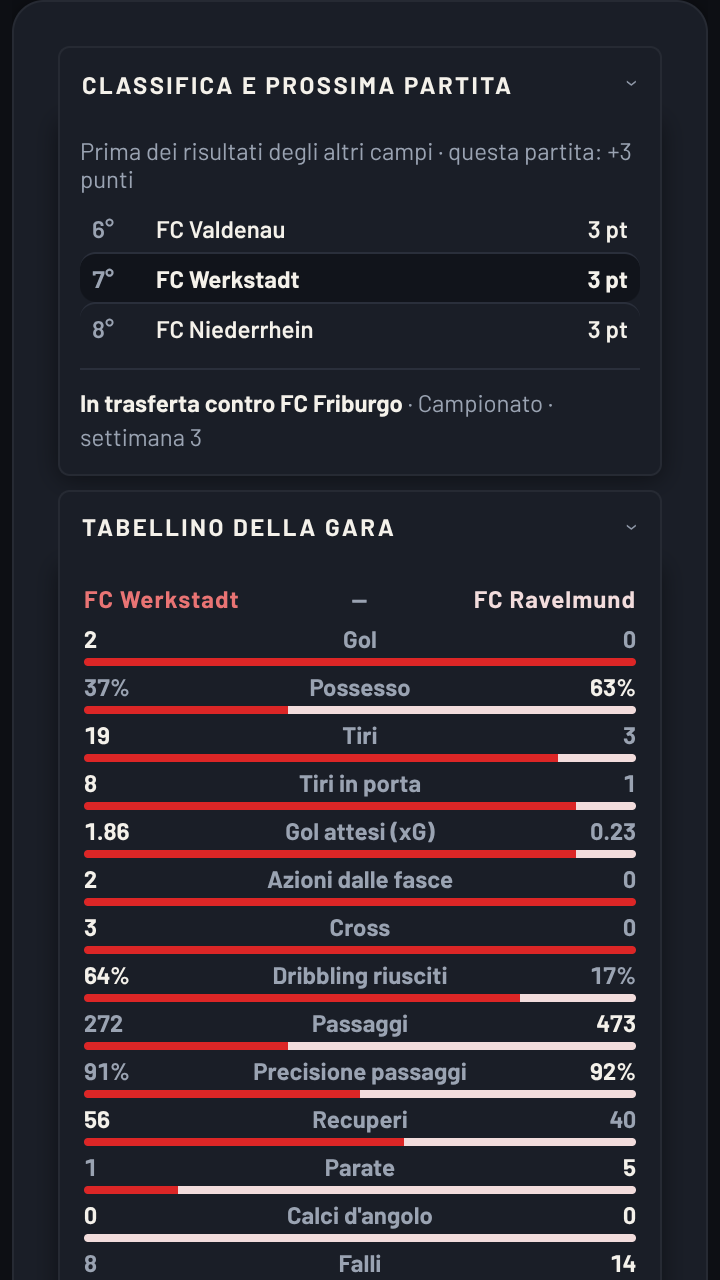 CLASSIFICA E PROSSIMA PARTITA
Prima dei risultati degli altri campi · questa partita: +3
punti
6° FC Valdenau 3 pt
7° FC Werkstadt 3 pt
8° FC Niederrhein 3 pt
In trasferta contro FC Friburgo · Campionato ·
settimana 3
TABELLINO DELLA GARA
FC Werkstadt – FC Ravelmund
2 Gol 0
37% Possesso 63%
19 Tiri 3
8 Tiri in porta 1
1.86 Gol attesi (xG) 0.23
2 Azioni dalle fasce 0
3 Cross 0
64% Dribbling riusciti 17%
272 Passaggi 473
91% Precisione passaggi 92%
56 Recuperi 40
1 Parate 5
0 Calci d'angolo 0
8 Falli 14